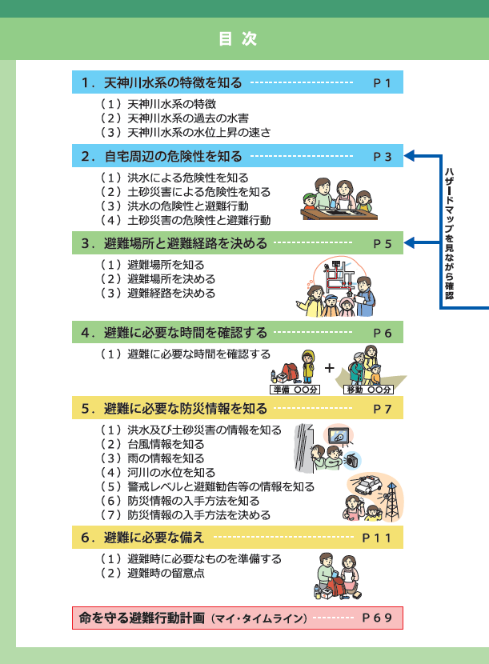 目 次
1．天神川水系の特徴を知る P 1
（1）天神川水系の特徴
（2）天神川水系の過去の水害
（3）天神川水系の水位上昇の速さ
2．自宅周辺の危険性を知る P 3
（1）洪水による危険性を知る
（2）土砂災害による危険性を知る
（3）洪水の危険性と避難行動
（4）土砂災害の危険性と避難行動
ハザードマップを見ながら確認
3．避難場所と避難経路を決める P 5
（1）避難場所を知る
（2）避難場所を決める
（3）避難経路を決める
4．避難に必要な時間を確認する P 6
（1）避難に必要な時間を確認する
＋
準備 〇〇分 移動 〇〇分
5．避難に必要な防災情報を知る P 7
（1）洪水及び土砂災害の情報を知る
（2）台風情報を知る
（3）雨の情報を知る
（4）河川の水位を知る
（5）警戒レベルと避難勧告等の情報を知る
（6）防災情報の入手方法を知る
（7）防災情報の入手方法を決める
6．避難に必要な備え P 1 1
（1）避難時に必要なものを準備する
（2）避難時の留意点
命を守る避難行動計画（マイ・タイムライン） P 6 9